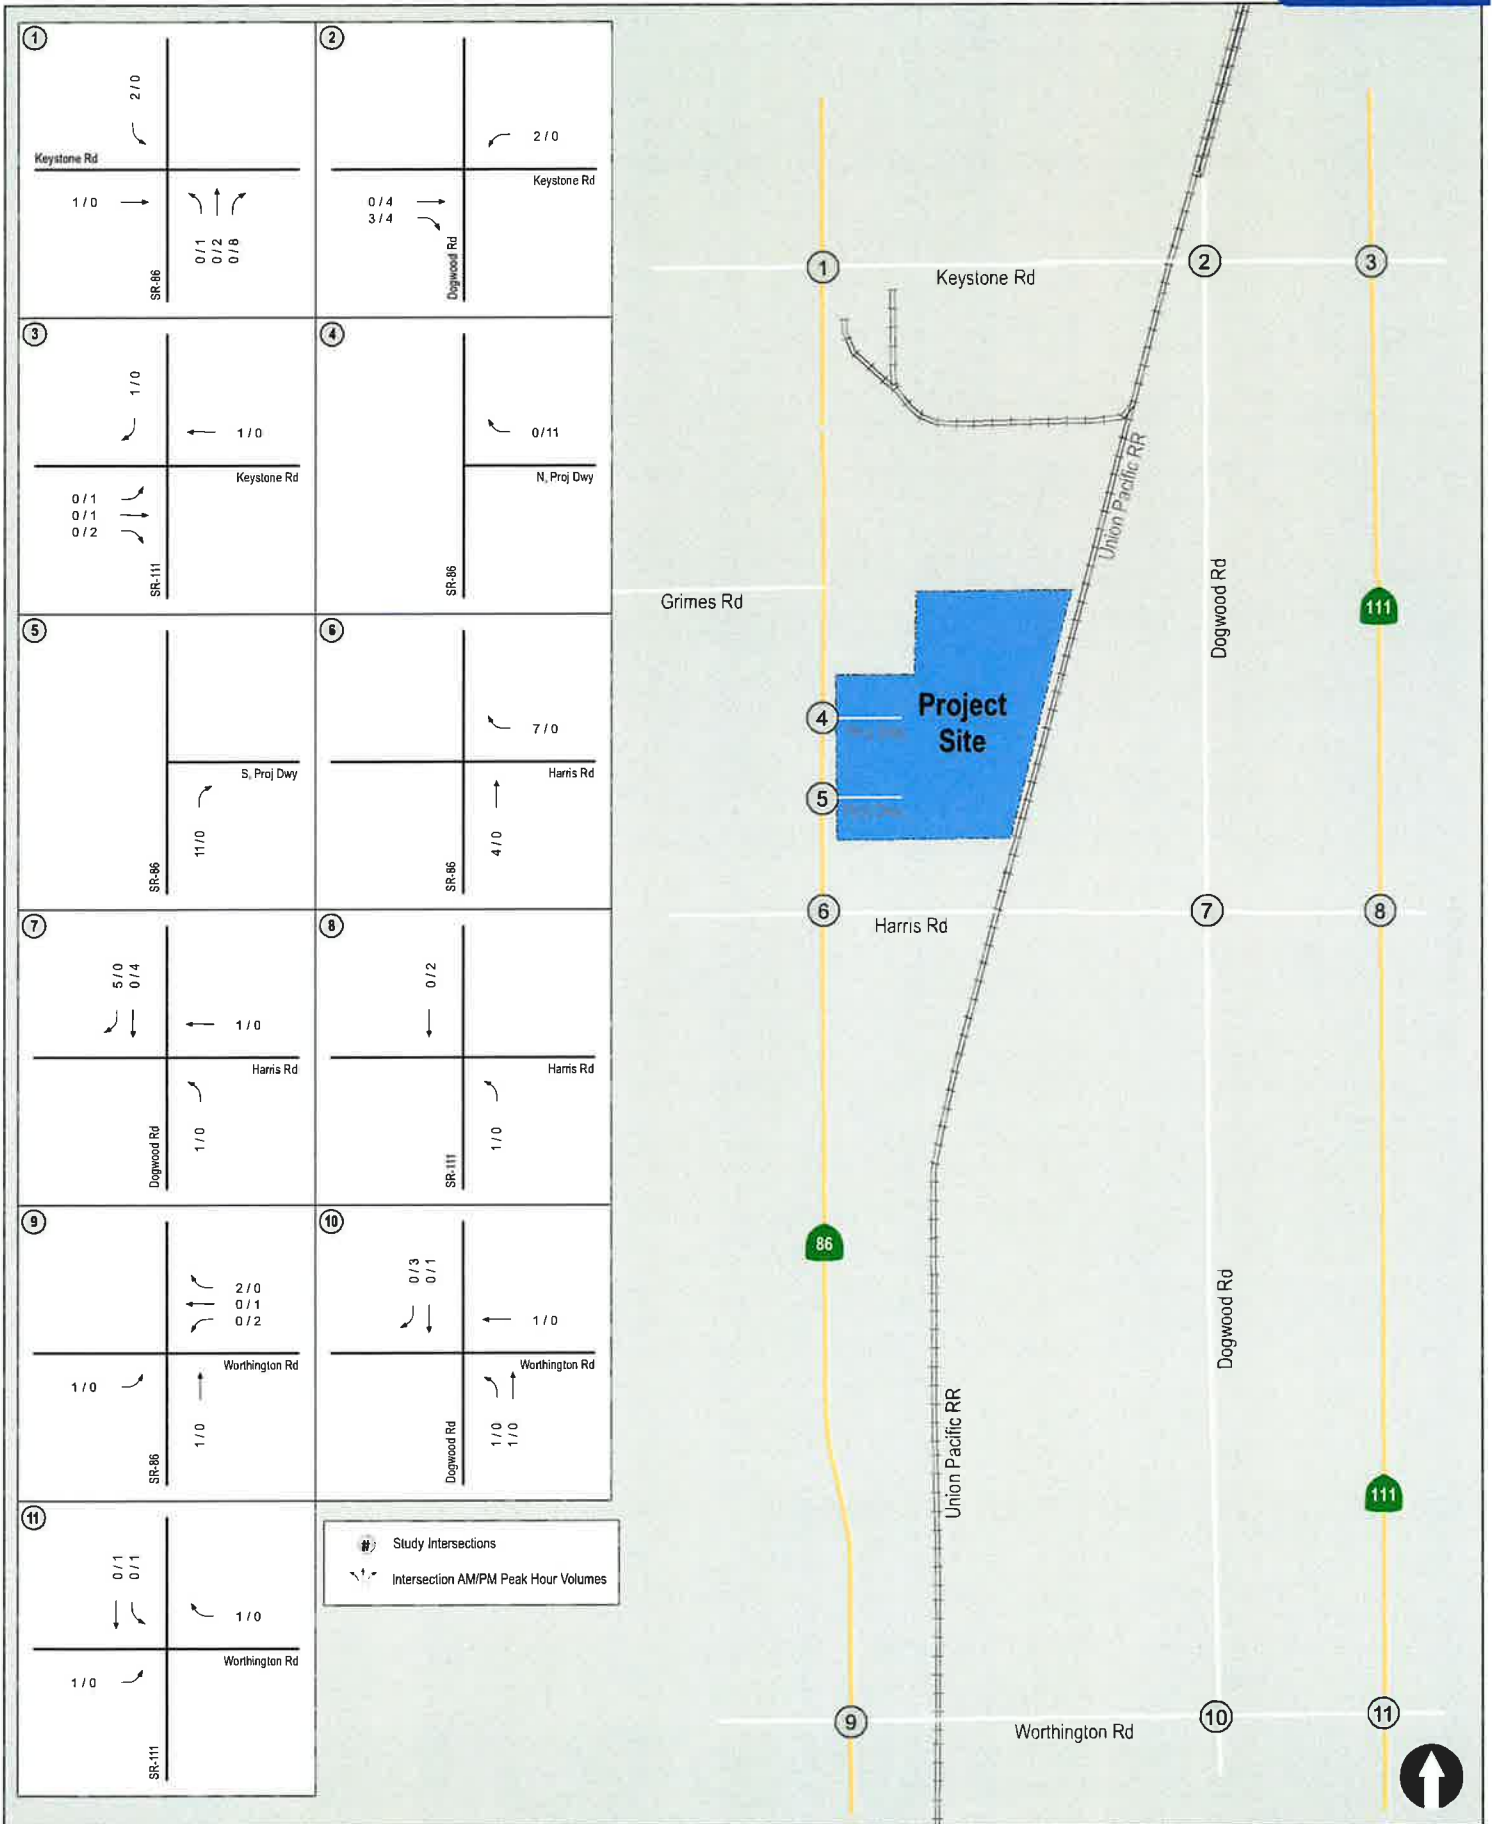 1
2 / 0
Keystone Rd
1 / 0
0 / 1
0 / 2
0 / 8
SR-86
2
2 / 0
Keystone Rd
0 / 4
3 / 4
Dogwood Rd
3
1 / 0
1 / 0
Keystone Rd
0 / 1
0 / 1
0 / 2
SR-111
4
0/11
N, Proj Dwy
SR-86
5
S, Proj Dwy
11/0
SR-86
6
7 / 0
Harris Rd
4 / 0
SR-86
7
5 / 0
0 / 4
1 / 0
Harris Rd
1 / 0
Dogwood Rd
8
0 / 2
Harris Rd
1 / 0
SR-111
9
2 / 0
0 / 1
0 / 2
Worthington Rd
1 / 0
1 / 0
SR-86
10
0 / 3
0 / 1
1 / 0
Worthington Rd
1 / 0
1 / 0
Dogwood Rd
11
0 / 1
0 / 1
1 / 0
Worthington Rd
1 / 0
SR-111
# Study Intersections
Intersection AM/PM Peak Hour Volumes
1
Keystone Rd
2
3
Union Pacific RR
Grimes Rd
Dogwood Rd
111
Project
Site
4
5
6
Harris Rd
7
8
86
Dogwood Rd
Union Pacific RR
111
9
Worthington Rd
10
11